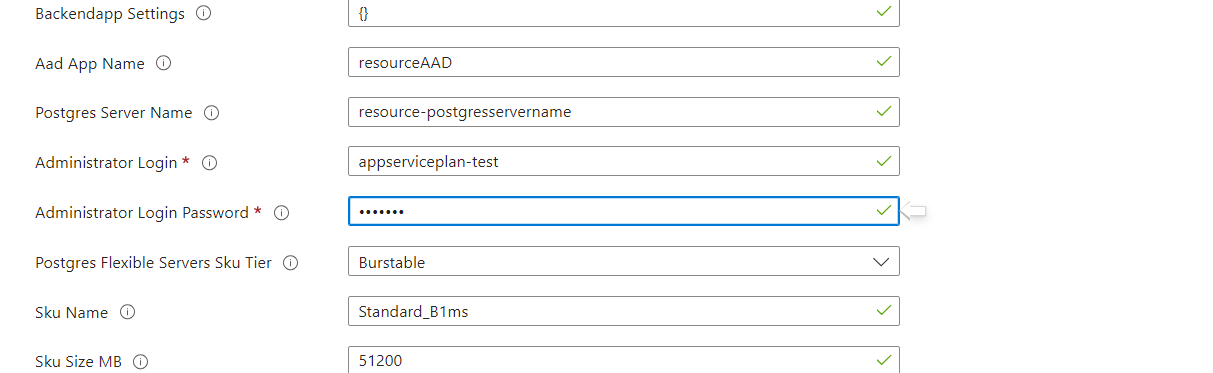 Backendapp Settings {}
Aad App Name resourceAAD
Postgres Server Name resource-postgresservername
Administrator Login * appserviceplan-test
Administrator Login Password * •••••••
Postgres Flexible Servers Sku Tier Burstable
Sku Name Standard_B1ms
Sku Size MB 51200